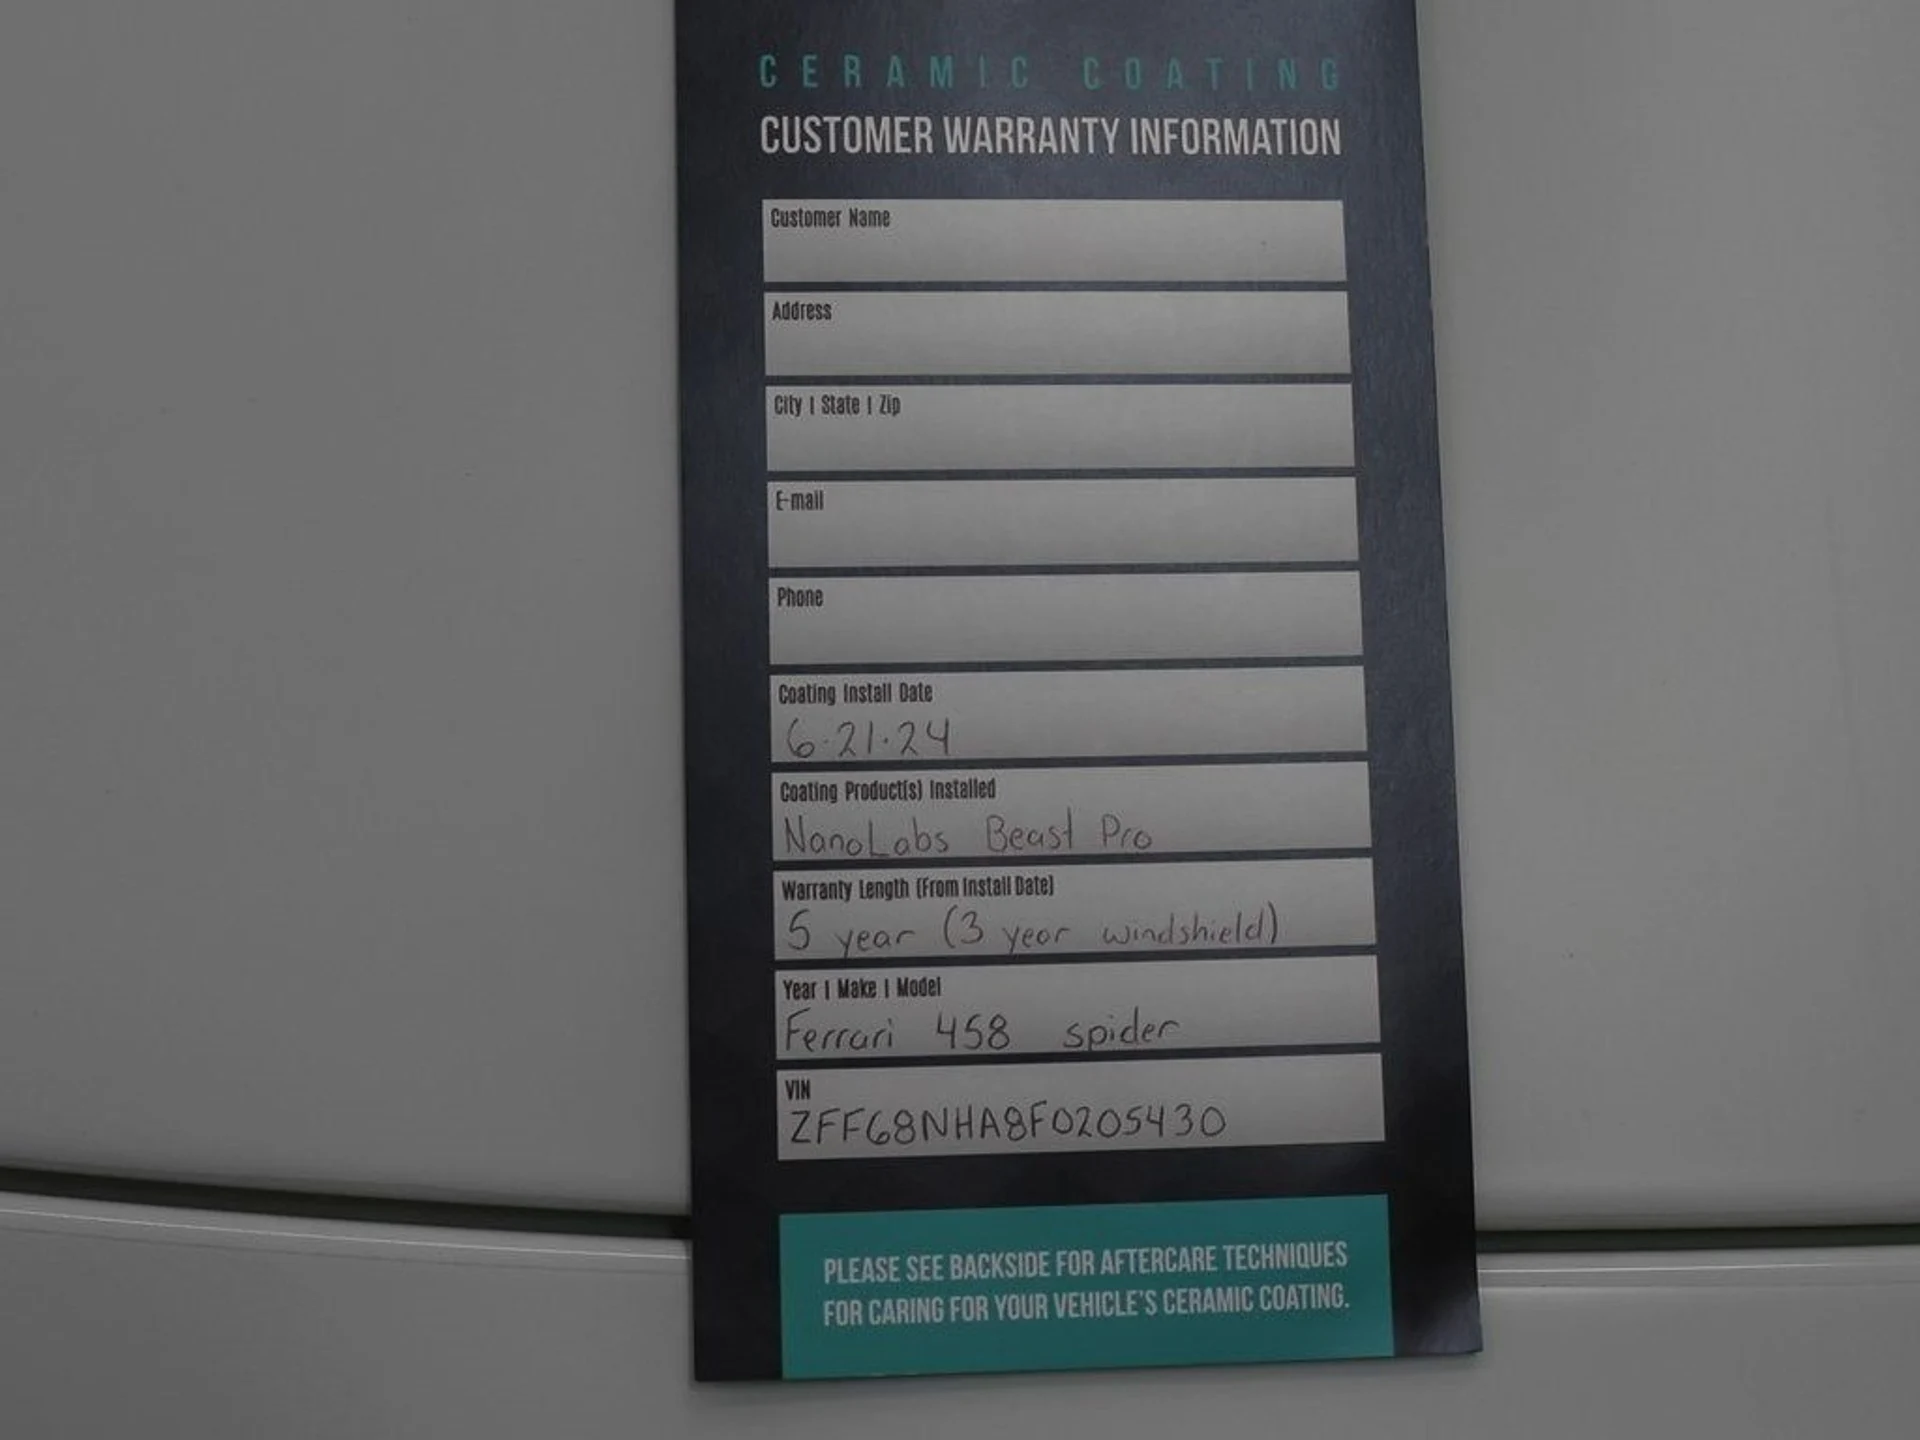 CERAMIC COATING
CUSTOMER WARRANTY INFORMATION
Customer Name
Address
City | State | Zip
E-mail
Phone
Coating Install Date
6.21.24
Coating Product(s) Installed
NanoLabs Beast Pro
Warranty Length (From Install Date)
5 year (3 year windshield)
Year | Make | Model
Ferrari 458 spider
VIN
ZFF68NHA8F0205430
PLEASE SEE BACKSIDE FOR AFTERCARE TECHNIQUES
FOR CARING FOR YOUR VEHICLE'S CERAMIC COATING.